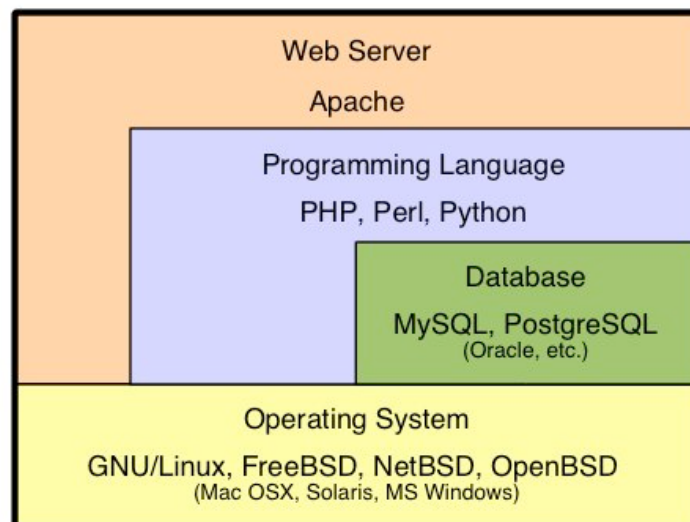 Web Server
Apache
Programming Language
PHP, Perl, Python
Database
MySQL, PostgreSQL
(Oracle, etc.)
Operating System
GNU/Linux, FreeBSD, NetBSD, OpenBSD
(Mac OSX, Solaris, MS Windows)